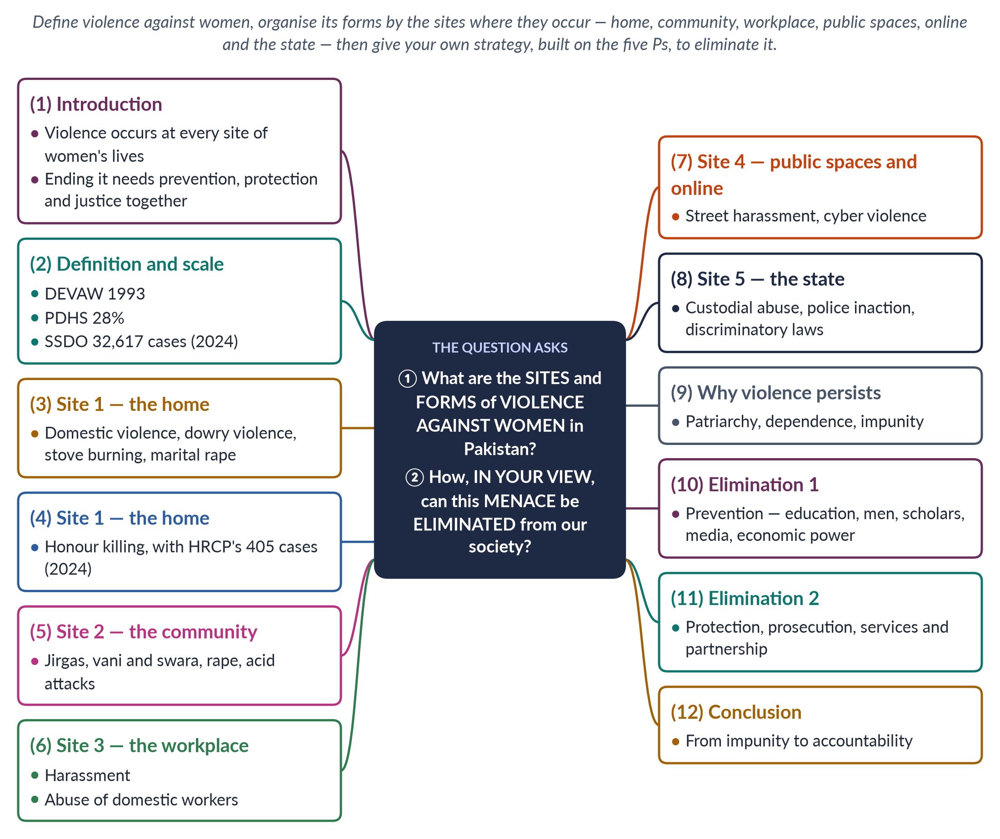 Define violence against women, organise its forms by the sites where they occur — home, community, workplace, public spaces, online
and the state — then give your own strategy, built on the five Ps, to eliminate it.
(1) Introduction
● Violence occurs at every site of
women's lives
● Ending it needs prevention, protection
and justice together
(2) Definition and scale
● DEVAW 1993
● PDHS 28%
● SSDO 32,617 cases (2024)
(3) Site 1 — the home
● Domestic violence, dowry violence,
stove burning, marital rape
(4) Site 1 — the home
● Honour killing, with HRCP's 405 cases
(2024)
(5) Site 2 — the community
● Jirgas, vani and swara, rape, acid
attacks
(6) Site 3 — the workplace
● Harassment
● Abuse of domestic workers
THE QUESTION ASKS
① What are the SITES and
FORMS of VIOLENCE
AGAINST WOMEN in
Pakistan?
② How, IN YOUR VIEW,
can this MENACE be
ELIMINATED from our
society?
(7) Site 4 — public spaces and
online
● Street harassment, cyber violence
(8) Site 5 — the state
● Custodial abuse, police inaction,
discriminatory laws
(9) Why violence persists
● Patriarchy, dependence, impunity
(10) Elimination 1
● Prevention — education, men, scholars,
media, economic power
(11) Elimination 2
● Protection, prosecution, services and
partnership
(12) Conclusion
● From impunity to accountability